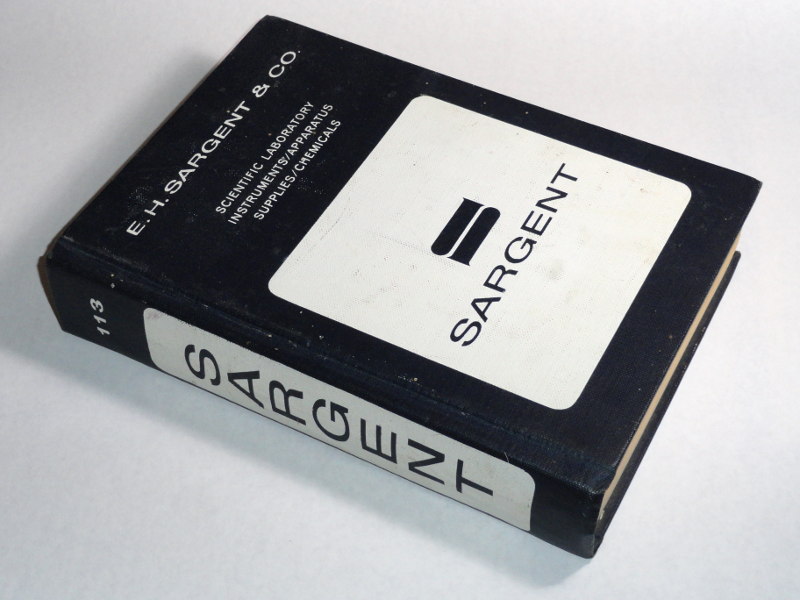 E. H. SARGENT & CO.
SCIENTIFIC LABORATORY
INSTRUMENTS/APPARATUS
SUPPLIES/CHEMICALS
SARGENT
113
SARGENT